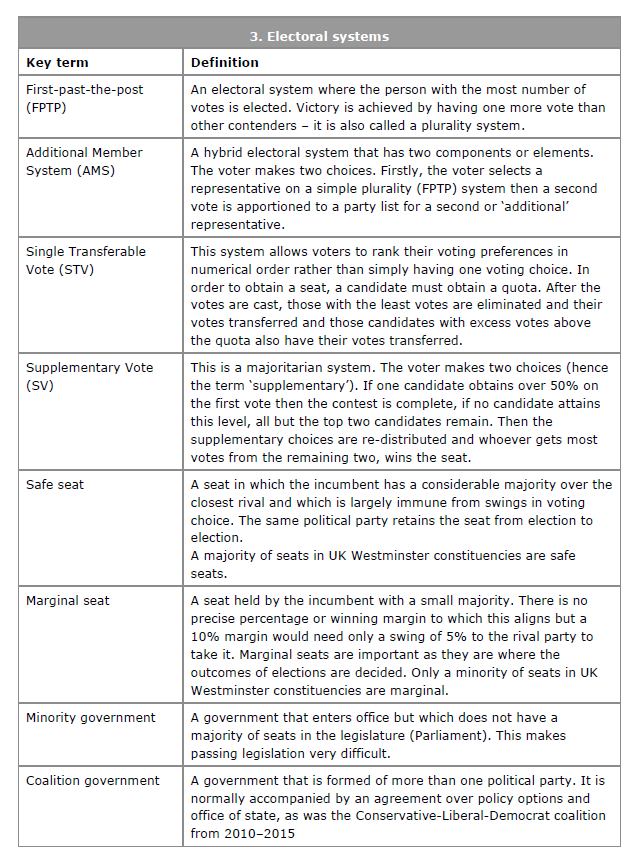 3. Electoral systems
Key term
Definition
First-past-the-post
(FPTP)
An electoral system where the person with the most number of
votes is elected. Victory is achieved by having one more vote than
other contenders – it is also called a plurality system.
Additional Member
System (AMS)
A hybrid electoral system that has two components or elements.
The voter makes two choices. Firstly, the voter selects a
representative on a simple plurality (FPTP) system then a second
vote is apportioned to a party list for a second or ‘additional’
representative.
Single Transferable
Vote (STV)
This system allows voters to rank their voting preferences in
numerical order rather than simply having one voting choice. In
order to obtain a seat, a candidate must obtain a quota. After the
votes are cast, those with the least votes are eliminated and their
votes transferred and those candidates with excess votes above
the quota also have their votes transferred.
Supplementary Vote
(SV)
This is a majoritarian system. The voter makes two choices (hence
the term ‘supplementary’). If one candidate obtains over 50% on
the first vote then the contest is complete, if no candidate attains
this level, all but the top two candidates remain. Then the
supplementary choices are re-distributed and whoever gets most
votes from the remaining two, wins the seat.
Safe seat
A seat in which the incumbent has a considerable majority over the
closest rival and which is largely immune from swings in voting
choice. The same political party retains the seat from election to
election.
A majority of seats in UK Westminster constituencies are safe
seats.
Marginal seat
A seat held by the incumbent with a small majority. There is no
precise percentage or winning margin to which this aligns but a
10% margin would need only a swing of 5% to the rival party to
take it. Marginal seats are important as they are where the
outcomes of elections are decided. Only a minority of seats in UK
Westminster constituencies are marginal.
Minority government
A government that enters office but which does not have a
majority of seats in the legislature (Parliament). This makes
passing legislation very difficult.
Coalition government
A government that is formed of more than one political party. It is
normally accompanied by an agreement over policy options and
office of state, as was the Conservative-Liberal-Democrat coalition
from 2010–2015